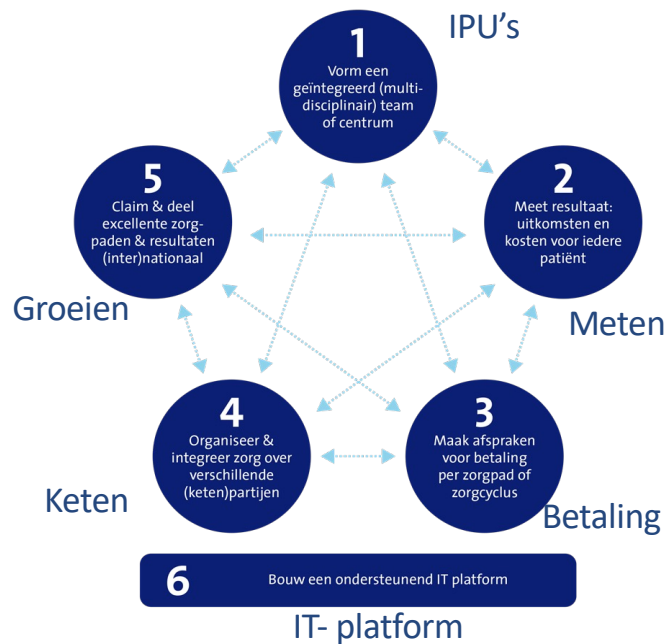 IPU's
1
Vorm een
geïntegreerd (multi-
disciplinair) team
of centrum
5
Claim & deel
excellente zorg-
paden & resultaten
(inter)nationaal
Groeien
2
Meet resultaat:
uitkomsten en
kosten voor iedere
patiënt
Meten
4
Organiseer &
integreer zorg over
verschillende
(keten)partijen
Keten
3
Maak afspraken
voor betaling
per zorgpad of
zorgcyclus
Betaling
6 Bouw een ondersteunend IT platform
IT- platform